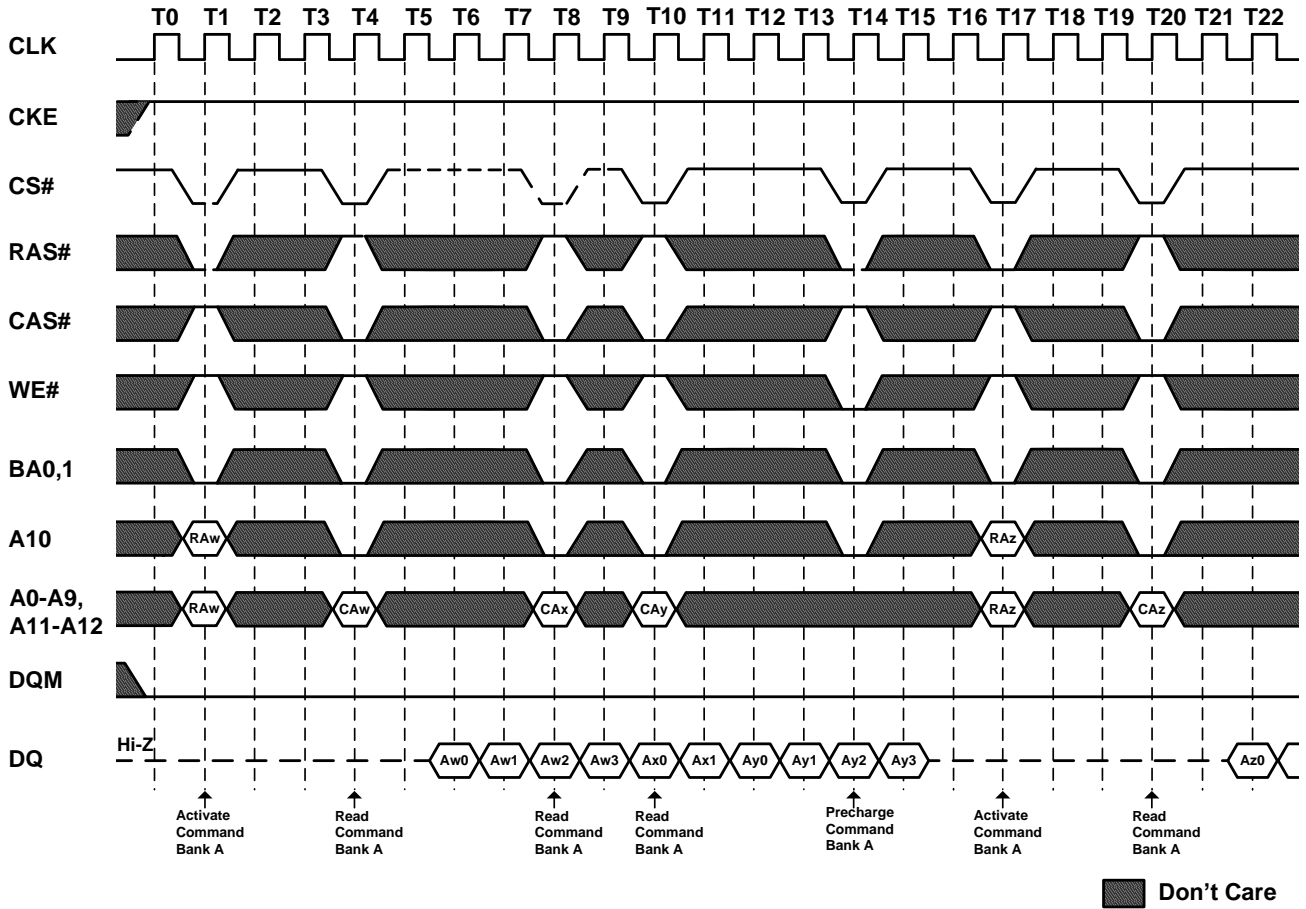 T0 T1 T2 T3 T4 T5 T6 T7 T8 T9 T10 T11 T12 T13 T14 T15 T16 T17 T18 T19 T20 T21 T22
CLK
CKE
CS#
RAS#
CAS#
WE#
BA0,1
A10 RAw RAz
A0-A9,
A11-A12 RAw CAw CAx CAy RAz CAz
DQM
Hi-Z
DQ Aw0 Aw1 Aw2 Aw3 Ax0 Ax1 Ay0 Ay1 Ay2 Ay3 Az0
Activate
Command
Bank A
Read
Command
Bank A
Read
Command
Bank A
Read
Command
Bank A
Precharge
Command
Bank A
Activate
Command
Bank A
Read
Command
Bank A
Don't Care